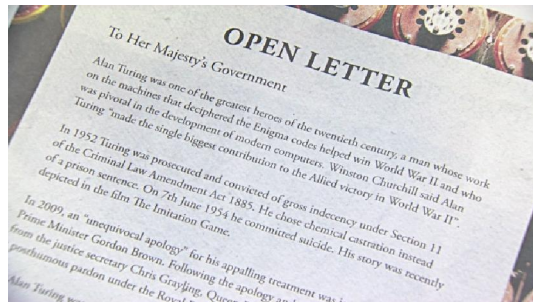 OPEN LETTER
To Her Majesty's Government
Alan Turing was one of the greatest heroes of the twentieth century, a man whose work
on the machines that deciphered the Enigma codes helped win World War II and who
was pivotal in the development of modern computers. Winston Churchill said Alan
Turing "made the single biggest contribution to the Allied victory in World War II".
In 1952 Turing was prosecuted and convicted of gross indecency under Section 11
of the Criminal Law Amendment Act 1885. He chose chemical castration instead
of a prison sentence. On 7th June 1954 he committed suicide. His story was recently
depicted in the film The Imitation Game.
In 2009, an "unequivocal apology" for his appalling treatment was
Prime Minister Gordon Brown. Following the apology
from the justice secretary Chris Grayling, Queen
posthumous pardon under the Royal
Alan Turing